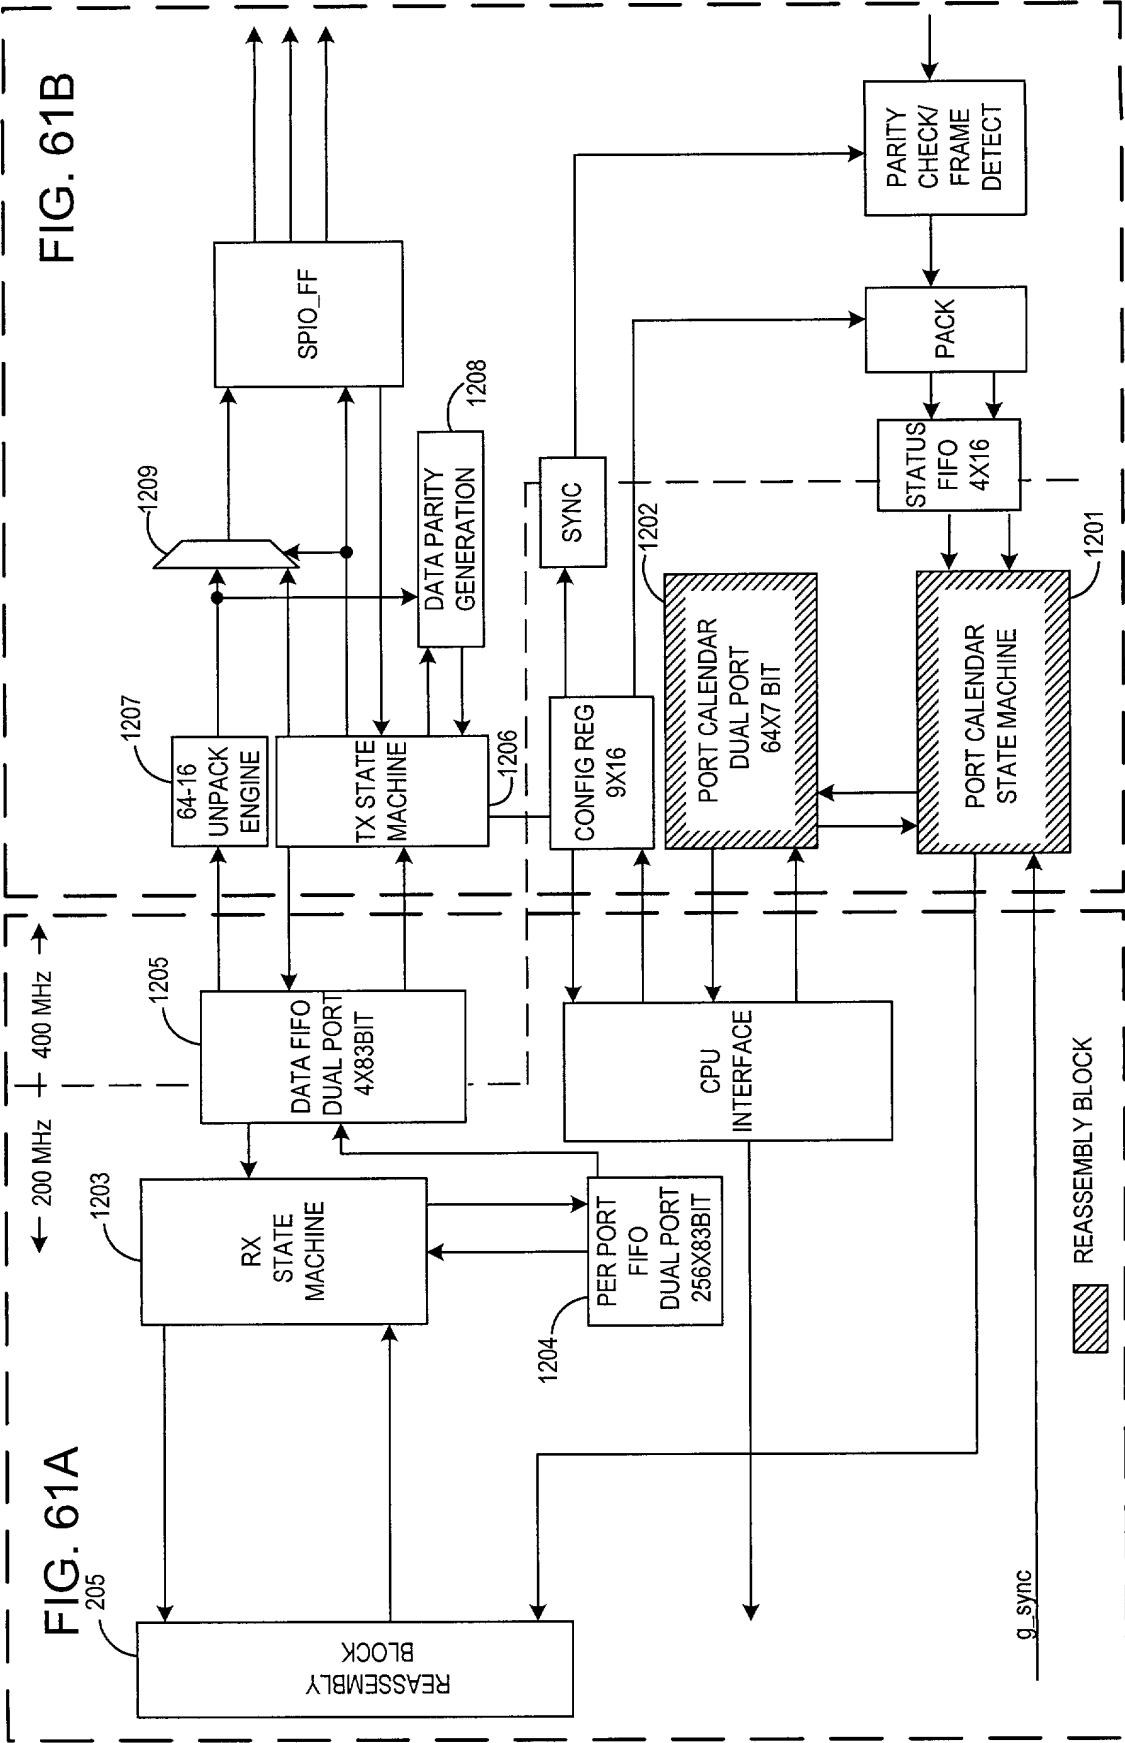 FIG. 61A
205
REASSEMBLY
BLOCK
200 MHz
400 MHz
1203
RX
STATE
MACHINE
1204
PER PORT
FIFO
DUAL PORT
256X83BIT
1205
DATA FIFO
DUAL PORT
4X83BIT
CPU
INTERFACE
g_sync
REASSEMBLY BLOCK
FIG. 61B
1207
64-16
UNPACK
ENGINE
TX STATE
MACHINE
1206
1209
DATA PARITY
GENERATION
1208
SPIO_FF
CONFIG REG
9X16
SYNC
1202
PORT CALENDAR
DUAL PORT
64X7 BIT
PORT CALENDAR
STATE MACHINE
1201
STATUS
FIFO
4X16
PACK
PARITY
CHECK/
FRAME
DETECT